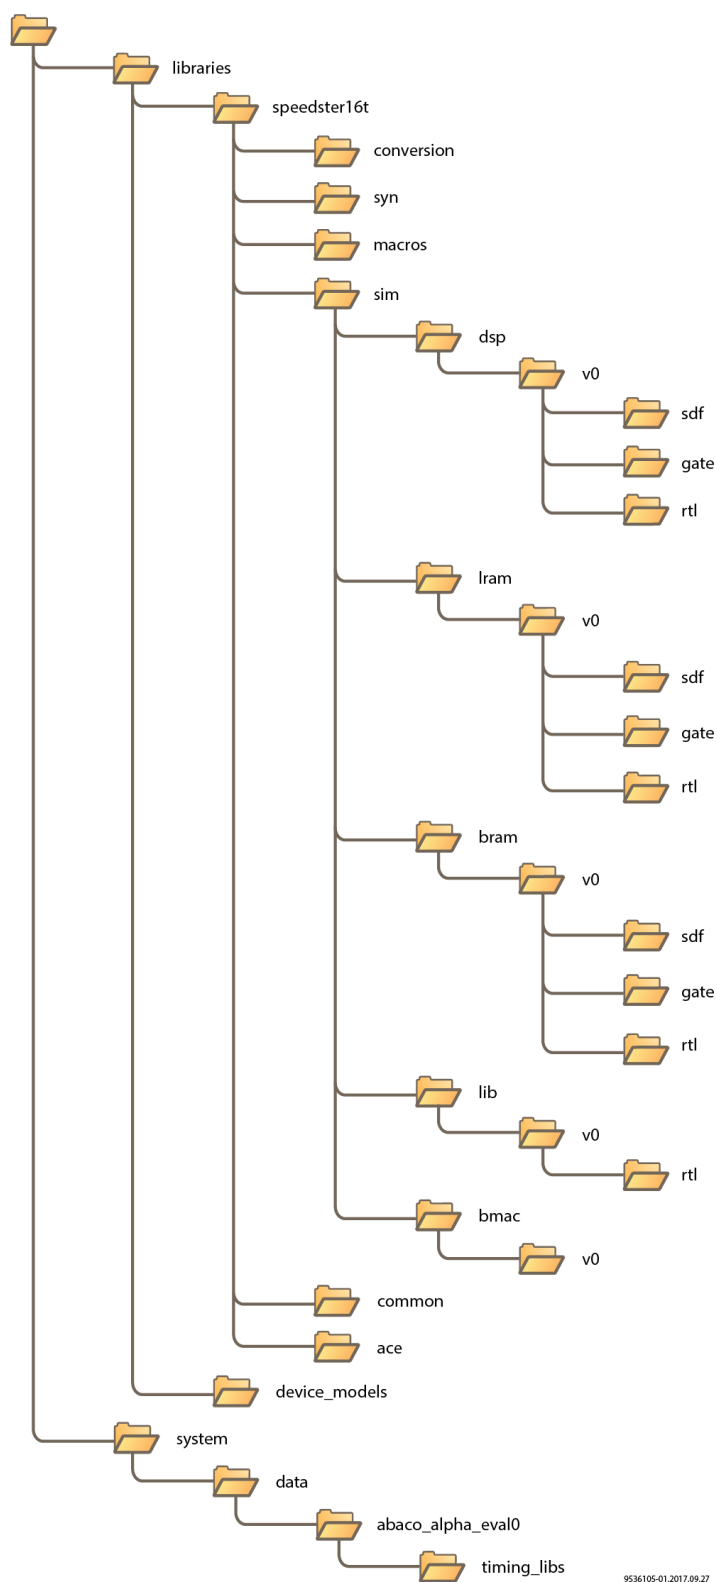 libraries
speedster16t
conversion
syn
macros
sim
dsp
v0
sdf
gate
rtl
lram
v0
sdf
gate
rtl
bram
v0
sdf
gate
rtl
lib
v0
rtl
bmac
v0
common
ace
device_models
system
data
abaco_alpha_eval0
timing_libs
9536105-01.2017.09.27